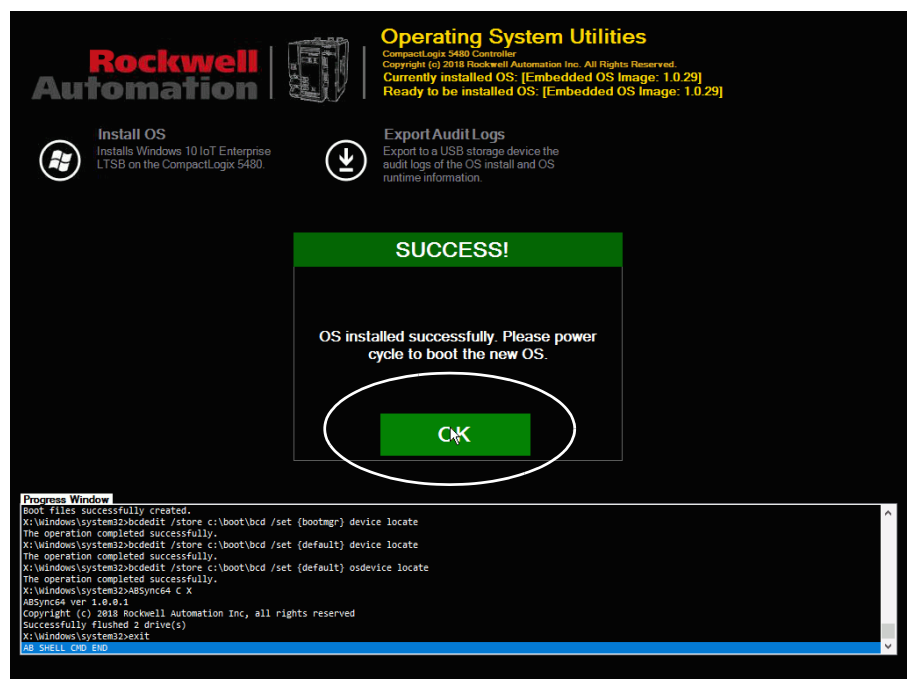 Rockwell
Automation
Operating System Utilities
CompactLogix 5480 Controller
Copyright (c) 2018 Rockwell Automation Inc. All Rights Reserved.
Currently installed OS: [Embedded OS Image: 1.0.29]
Ready to be installed OS: [Embedded OS Image: 1.0.29]
Install OS
Installs Windows 10 IoT Enterprise
LTSB on the CompactLogix 5480.
Export Audit Logs
Export to a USB storage device the
audit logs of the OS install and OS
runtime information.
SUCCESS!
OS installed successfully. Please power
cycle to boot the new OS.
OK
Progress Window
Boot files successfully created.
X:\Windows\system32>bcdedit /store c:\boot\bcd /set {bootmgr} device locate
The operation completed successfully.
X:\Windows\system32>bcdedit /store c:\boot\bcd /set {default} device locate
The operation completed successfully.
X:\Windows\system32>bcdedit /store c:\boot\bcd /set {default} osdevice locate
The operation completed successfully.
X:\Windows\system32>ABSync64 C X
ABSync64 ver 1.0.0.1
Copyright (c) 2018 Rockwell Automation Inc, all rights reserved
Successfully flushed 2 drive(s)
X:\Windows\system32>exit
AB SHELL CMD END